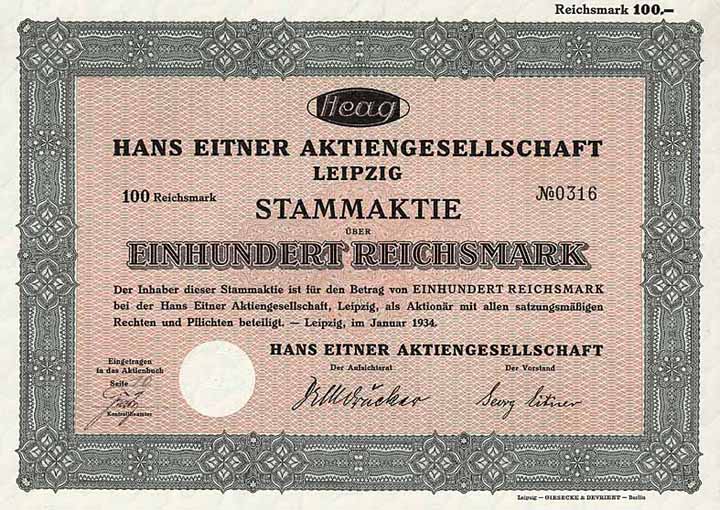 Reichsmark 100.—
Heag
HANS EITNER AKTIENGESELLSCHAFT
LEIPZIG
100 Reichsmark
№0316
STAMMAKTIE
ÜBER
EINHUNDERT REICHSMARK
Der Inhaber dieser Stammaktie ist für den Betrag von EINHUNDERT REICHSMARK
bei der Hans Eitner Aktiengesellschaft, Leipzig, als Aktionär mit allen satzungsmäßigen
Rechten und Pflichten beteiligt. — Leipzig, im Januar 1934.
HANS EITNER AKTIENGESELLSCHAFT
Der Aufsichtsrat
Der Vorstand
Eingetragen
in das Aktienbuch
Seite
Kontrollbeamter
Drucker
Georg Eitner
Leipzig — GIESECKE & DEVRIENT — Berlin